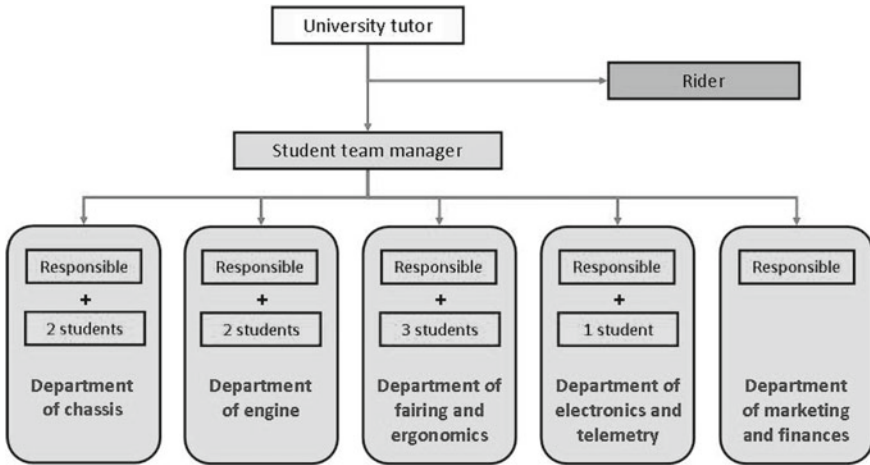 University tutor
Rider
Student team manager
Responsible
+
2 students
Department
of chassis
Responsible
+
2 students
Department
of engine
Responsible
+
3 students
Department of
fairing and
ergonomics
Responsible
+
1 student
Department of
electronics and
telemetry
Responsible
Department
of marketing
and finances